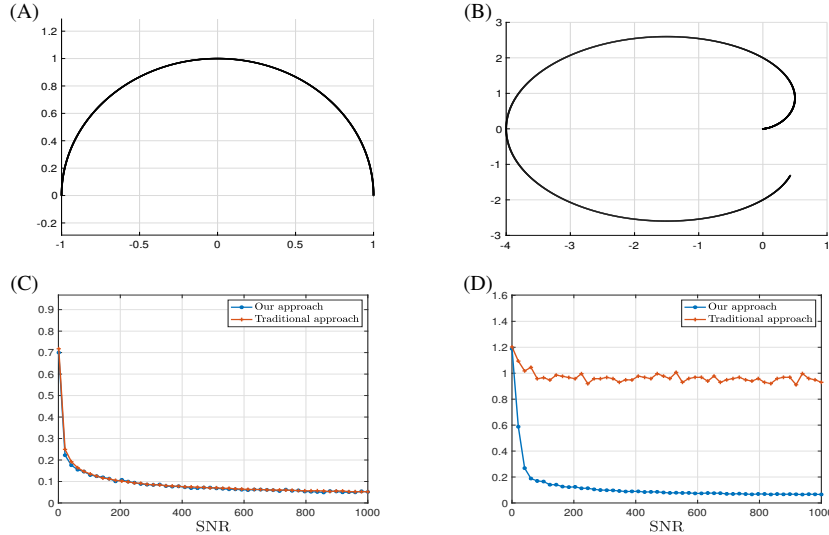 (A)
1.2
1
0.8
0.6
0.4
0.2
0
-0.2
-1 -0.5 0 0.5 1
(B)
3
2
1
0
-1
-2
-3
-4 -3 -2 -1 0 1
(C)
0.9
0.8
0.7
0.6
0.5
0.4
0.3
0.2
0.1
0
0 200 400 600 800 1000
SNR
Our approach
Traditional approach
(D)
1.6
1.4
1.2
1
0.8
0.6
0.4
0.2
0
0 200 400 600 800 1000
SNR
Our approach
Traditional approach